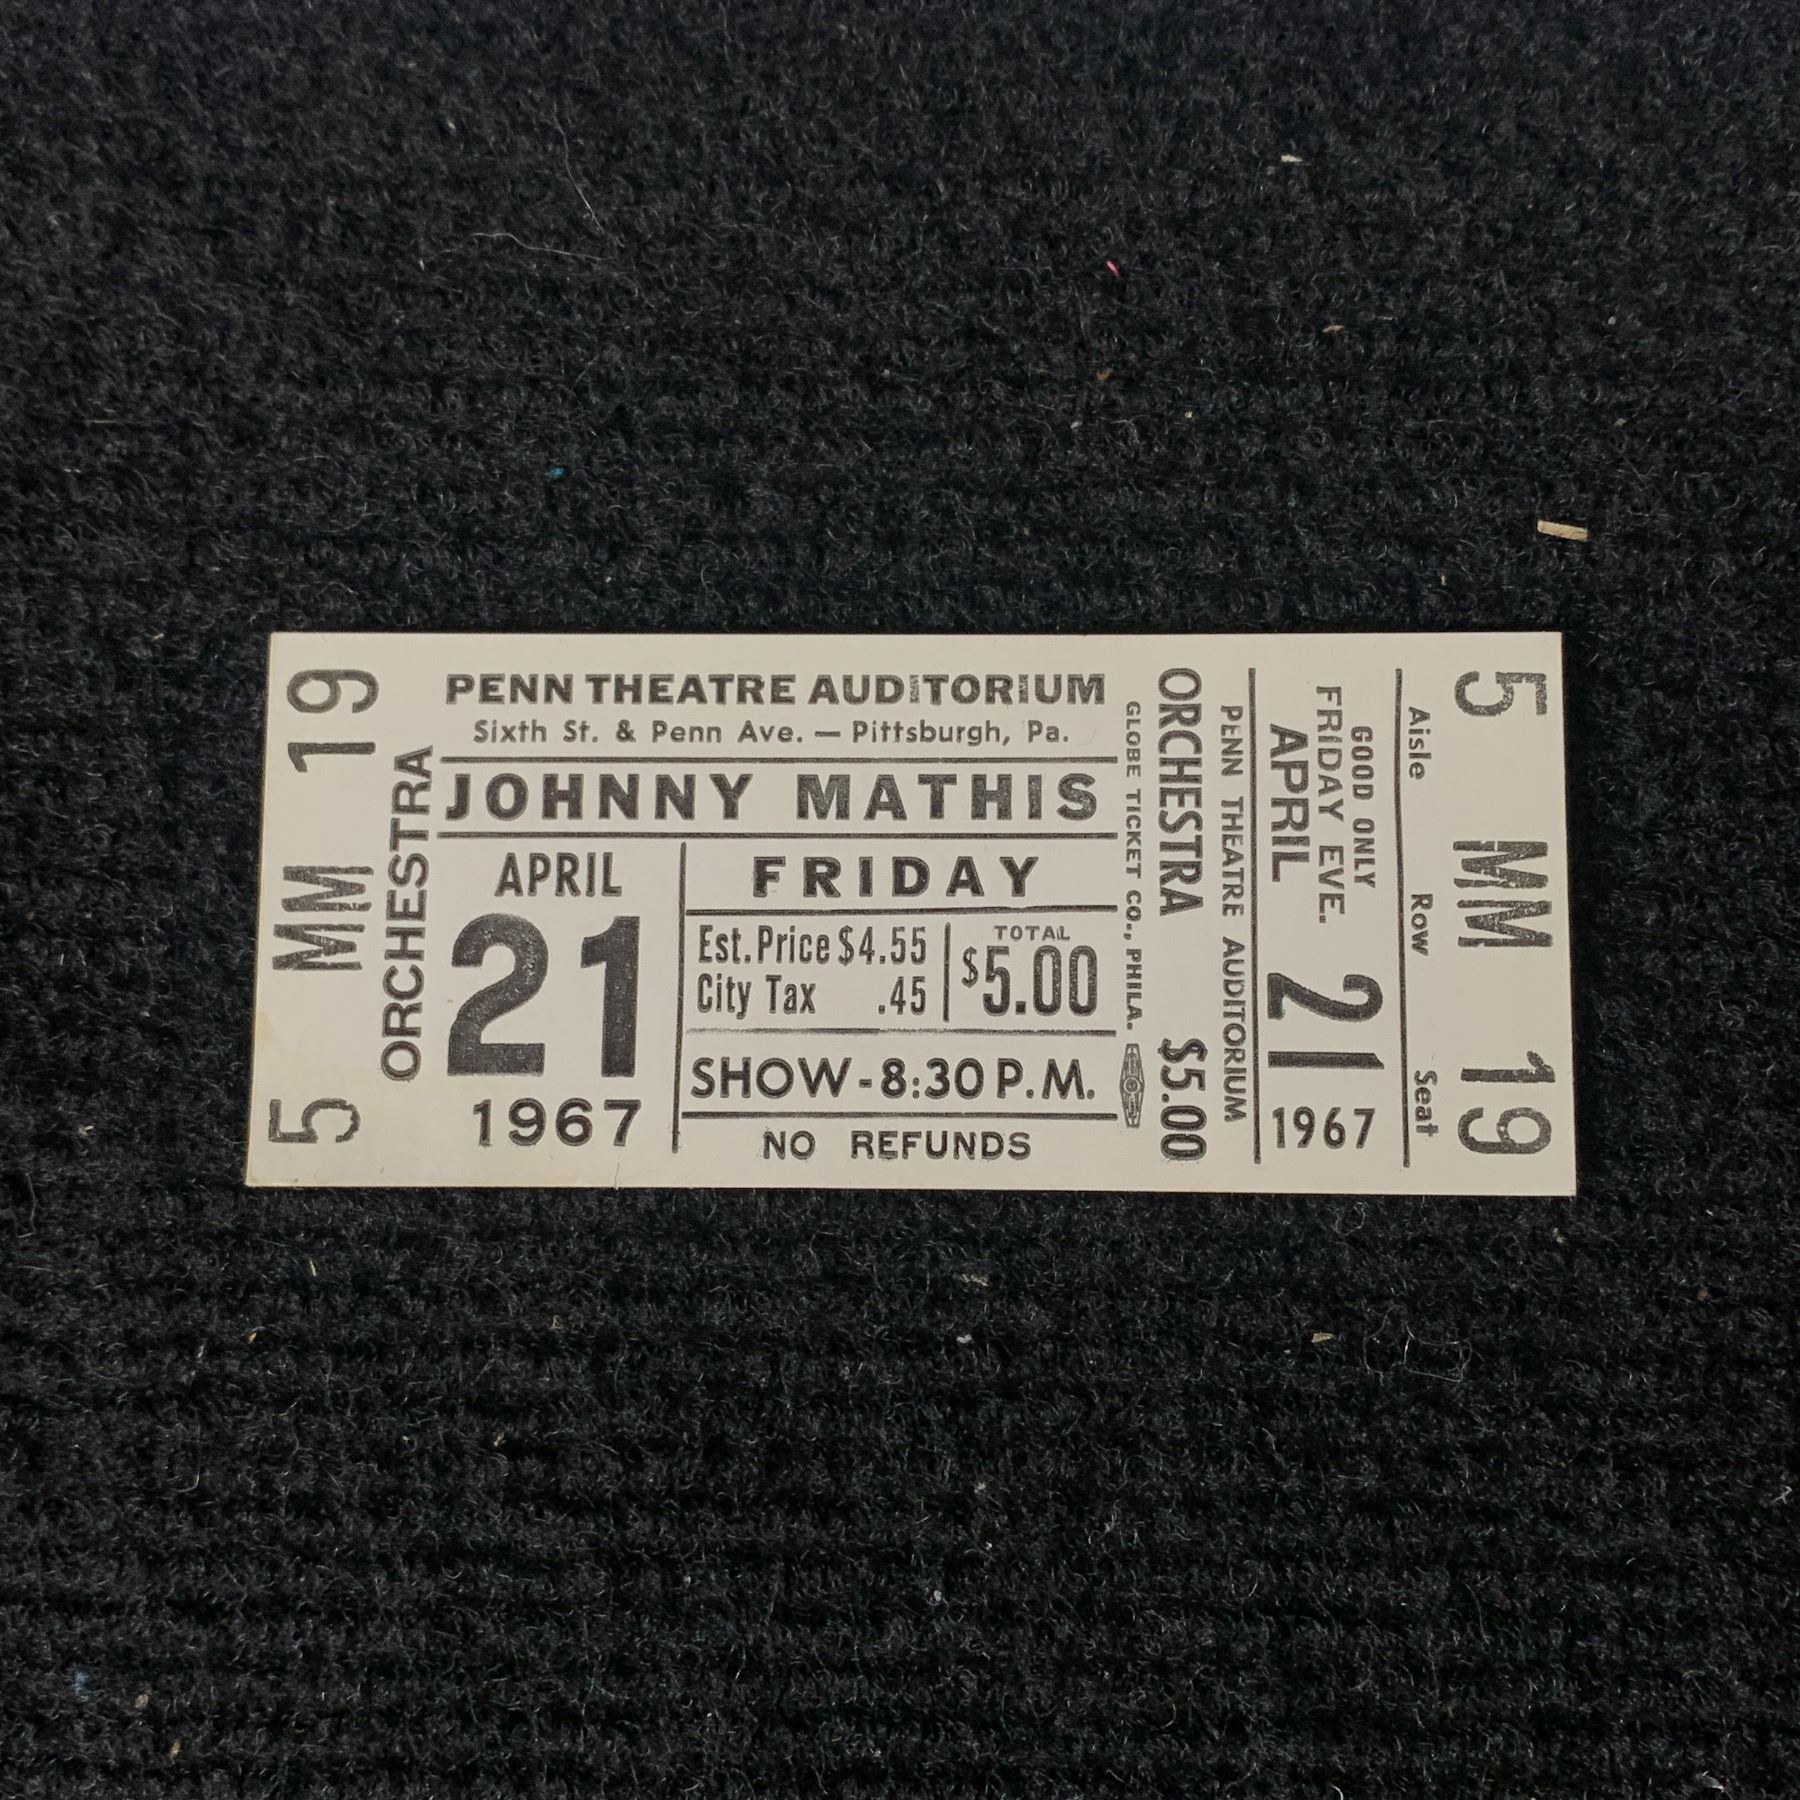 5 MM 19
ORCHESTRA
PENN THEATRE AUDITORIUM
Sixth St. & Penn Ave. — Pittsburgh, Pa.
JOHNNY MATHIS
APRIL
21
1967
FRIDAY
Est. Price $4.55
City Tax .45
TOTAL
$5.00
SHOW-8:30 P.M.
NO REFUNDS
GLOBE TICKET CO., PHILA.
ORCHESTRA $5.00
PENN THEATRE AUDITORIUM
GOOD ONLY
FRIDAY EVE.
APRIL 21 1967
Aisle Row Seat
5 MM 19